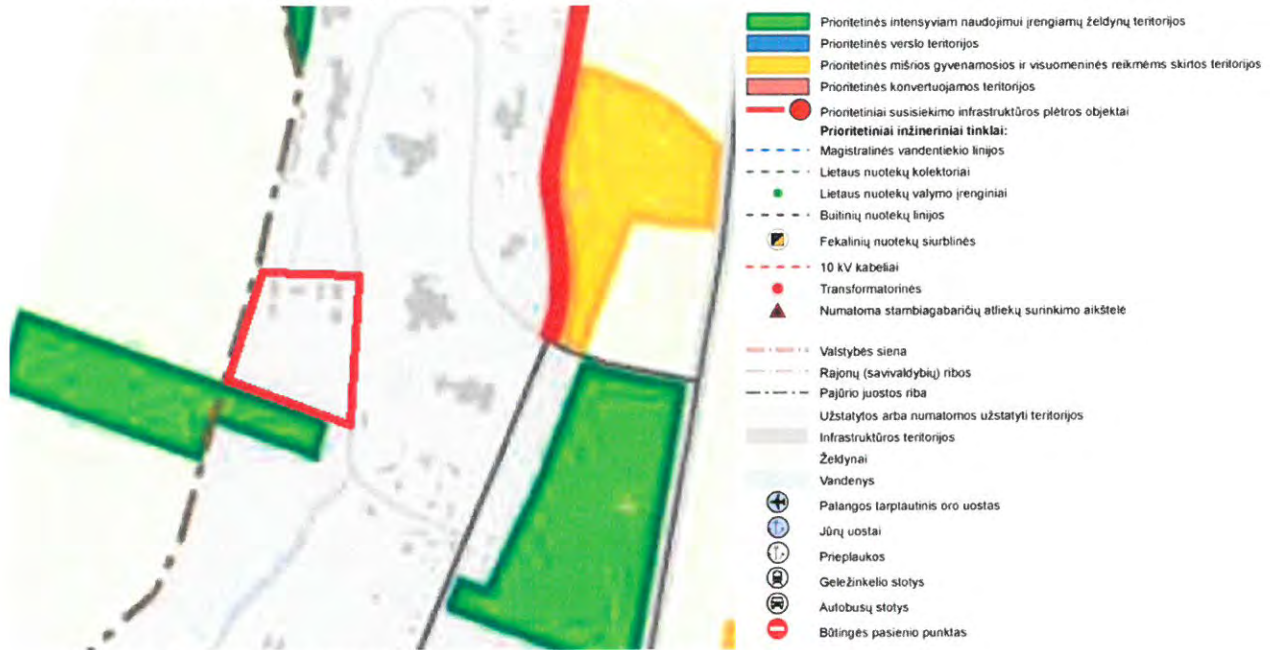 Prioritetinės intensyviam naudojimui įrengiamų želdynų teritorijos
Prioritetinės verslo teritorijos
Prioritetinės mišrios gyvenamosios ir visuomeninės reikmėms skirtos teritorijos
Prioritetinės konvertuojamos teritorijos
Prioritetiniai susisiekimo infrastruktūros plėtros objektai
Prioritetiniai inžineriniai tinklai:
Magistralinės vandentiekio linijos
Lietaus nuotekų kolektoriai
Lietaus nuotekų valymo įrenginiai
Buitinių nuotekų linijos
Fekalinių nuotekų siurblinės
10 kV kabeliai
Transformatorinės
Numatoma stambiagabaričių atliekų surinkimo aikštelė
Valstybės siena
Rajonų (savivaldybių) ribos
Pajūrio juostos riba
Užstatytos arba numatomos užstatyti teritorijos
Infrastruktūros teritorijos
Želdynai
Vandenys
Palangos tarptautinis oro uostas
Jūrų uostai
Prieplaukos
Geležinkelio stotys
Autobusų stotys
Būtingės pasienio punktas